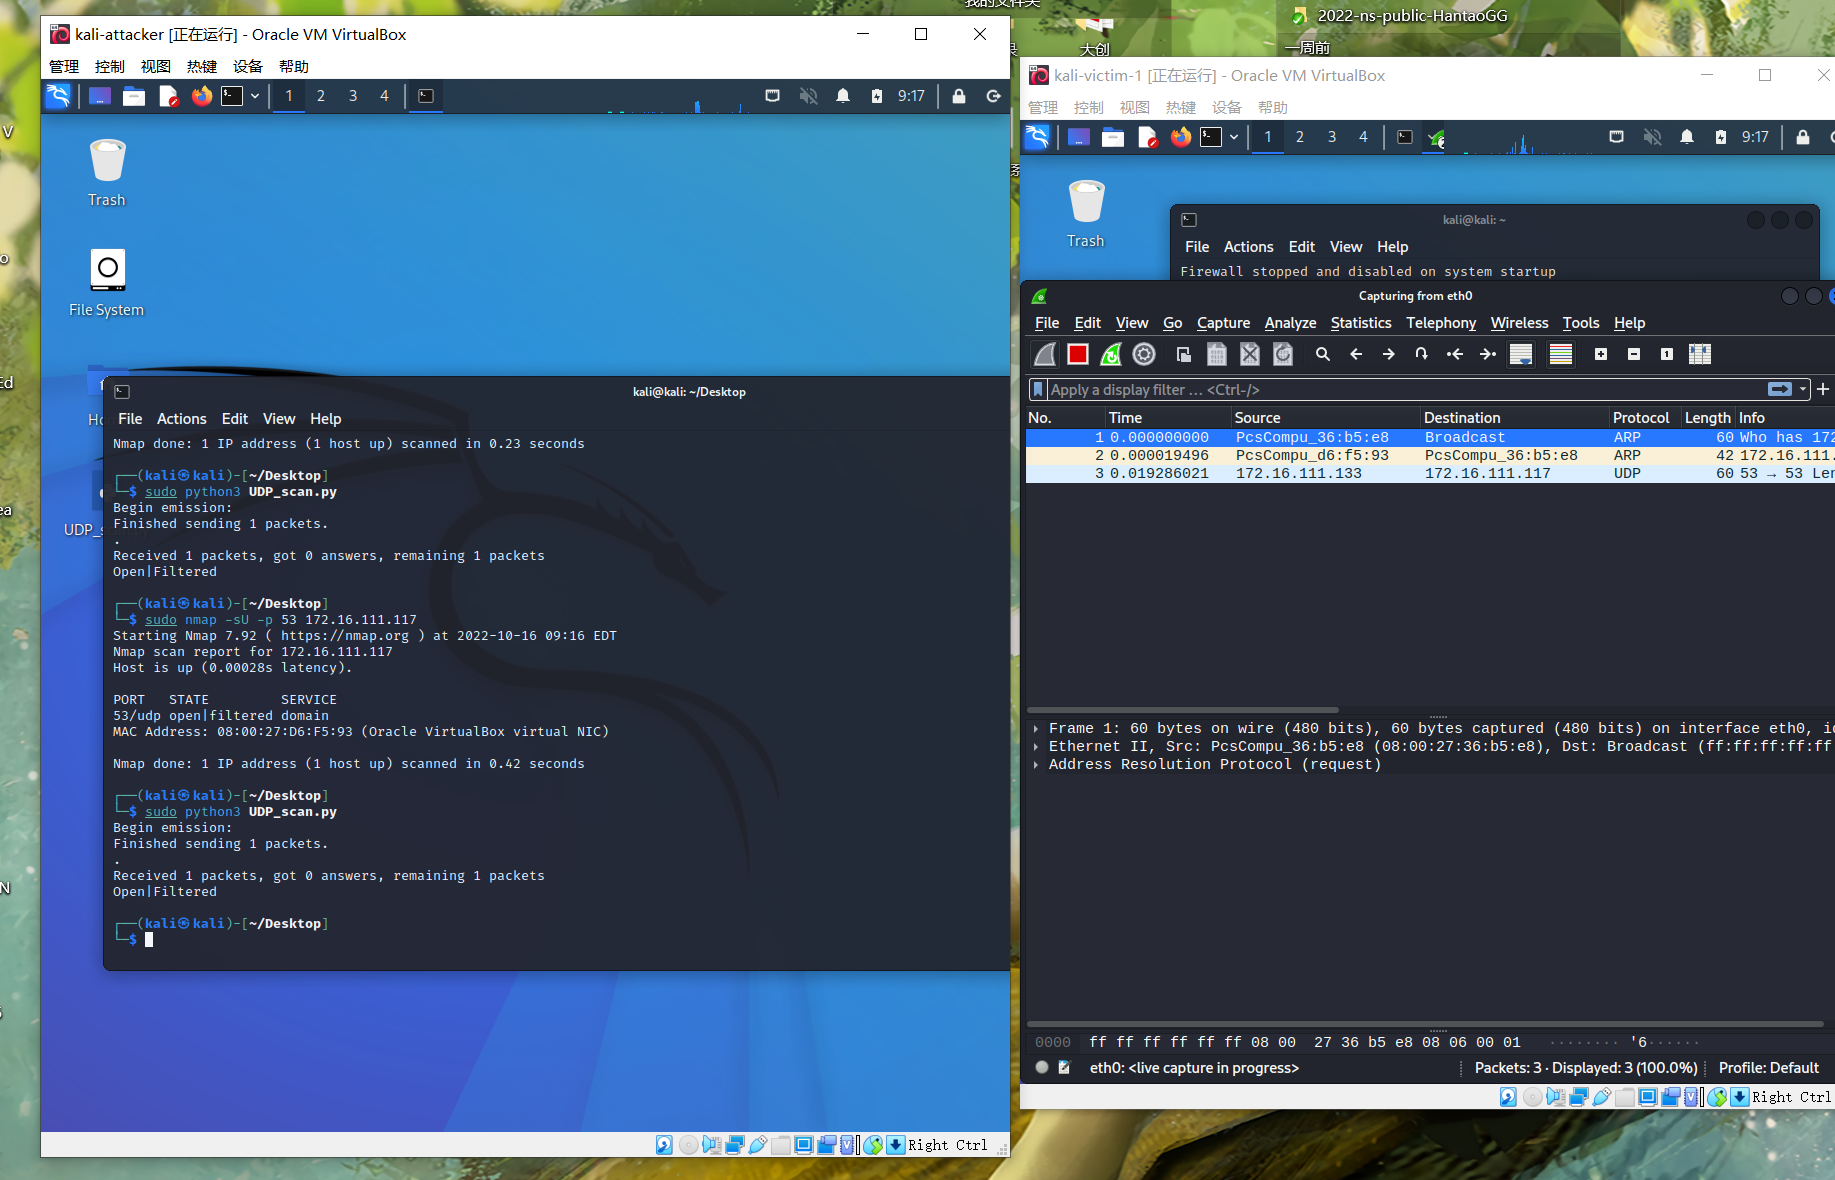 2022-ns-public-HantaoGG
大创
一周前
kali-attacker [正在运行] - Oracle VM VirtualBox
管理 控制 视图 热键 设备 帮助
1 2 3 4 9:17
Trash
File System
kali@kali: ~/Desktop
File Actions Edit View Help
Nmap done: 1 IP address (1 host up) scanned in 0.23 seconds
┌──(kali㉿kali)-[~/Desktop]
└─$ sudo python3 UDP_scan.py
Begin emission:
Finished sending 1 packets.
.
Received 1 packets, got 0 answers, remaining 1 packets
Open|Filtered
┌──(kali㉿kali)-[~/Desktop]
└─$ sudo nmap -sU -p 53 172.16.111.117
Starting Nmap 7.92 ( https://nmap.org ) at 2022-10-16 09:16 EDT
Nmap scan report for 172.16.111.117
Host is up (0.00028s latency).
PORT STATE SERVICE
53/udp open|filtered domain
MAC Address: 08:00:27:D6:F5:93 (Oracle VirtualBox virtual NIC)
Nmap done: 1 IP address (1 host up) scanned in 0.42 seconds
┌──(kali㉿kali)-[~/Desktop]
└─$ sudo python3 UDP_scan.py
Begin emission:
Finished sending 1 packets.
.
Received 1 packets, got 0 answers, remaining 1 packets
Open|Filtered
┌──(kali㉿kali)-[~/Desktop]
└─$
Right Ctrl
kali-victim-1 [正在运行] - Oracle VM VirtualBox
管理 控制 视图 热键 设备 帮助
1 2 3 4 9:17
Trash
kali@kali: ~
File Actions Edit View Help
Firewall stopped and disabled on system startup
Capturing from eth0
File Edit View Go Capture Analyze Statistics Telephony Wireless Tools Help
Apply a display filter … <Ctrl-/>
No. Time Source Destination Protocol Length Info
1 0.000000000 PcsCompu_36:b5:e8 Broadcast ARP 60 Who has 172
2 0.000019496 PcsCompu_d6:f5:93 PcsCompu_36:b5:e8 ARP 42 172.16.111.
3 0.019286021 172.16.111.133 172.16.111.117 UDP 60 53 → 53 Len
Frame 1: 60 bytes on wire (480 bits), 60 bytes captured (480 bits) on interface eth0, id
Ethernet II, Src: PcsCompu_36:b5:e8 (08:00:27:36:b5:e8), Dst: Broadcast (ff:ff:ff:ff:ff
Address Resolution Protocol (request)
0000 ff ff ff ff ff ff 08 00 27 36 b5 e8 08 06 00 01 ········ '6······
eth0: <live capture in progress> Packets: 3 · Displayed: 3 (100.0%) Profile: Default
Right Ctrl